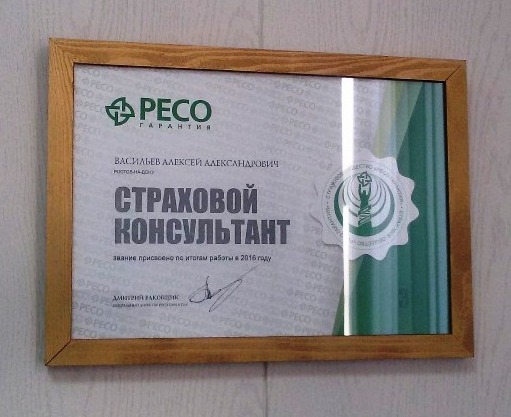 РЕСО
ГАРАНТИЯ
ВАСИЛЬЕВ АЛЕКСЕЙ АЛЕКСАНДРОВИЧ
РОСТОВ-НА-ДОНУ
СТРАХОВОЙ
КОНСУЛЬТАНТ
звание присвоено по итогам работы в 2016 году
ДМИТРИЙ РАКОВЩИК